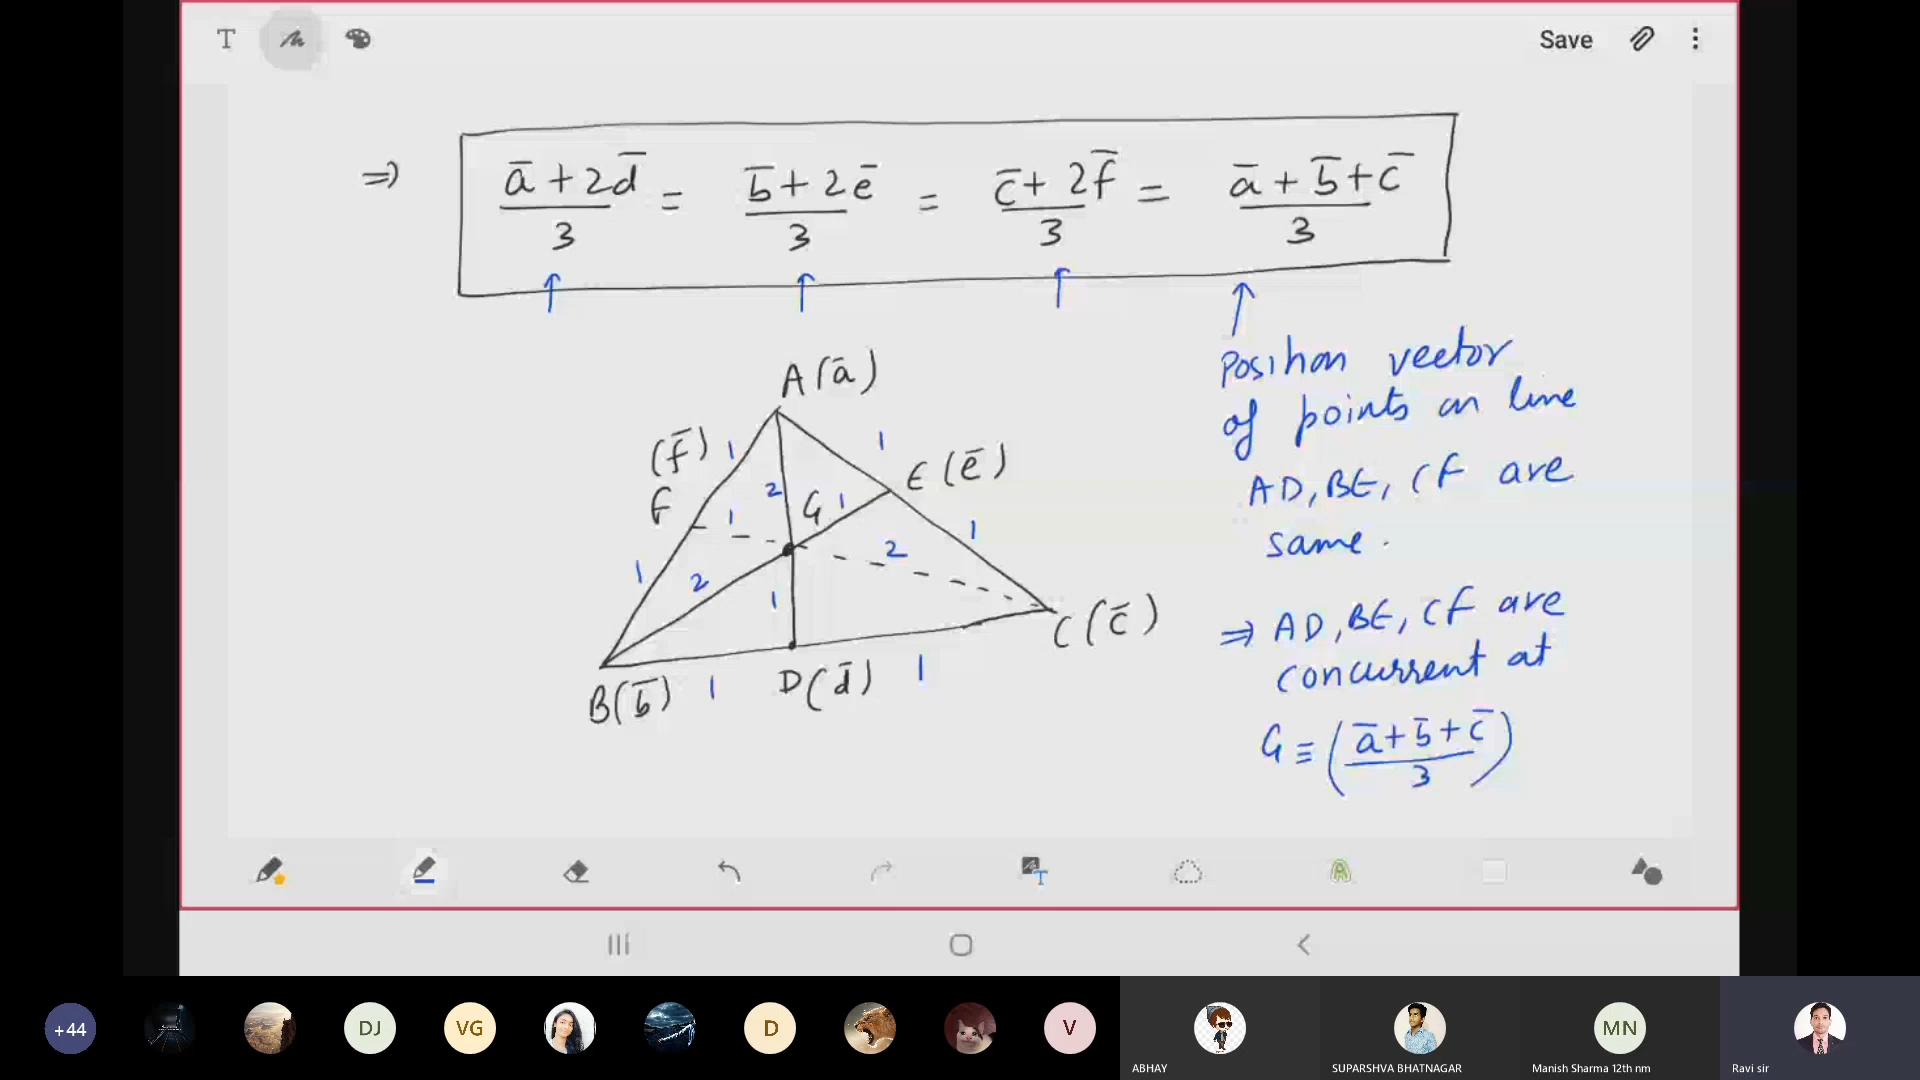 T Save
⇒ (ā + 2d̄)/3 = (b̄ + 2ē)/3 = (c̄ + 2f̄)/3 = (ā + b̄ + c̄)/3
↑ ↑ ↑ ↑
A(ā)
(f̄) 1 1
F 1 2 G 1 E(ē)
1 2 1 2 1
B(b̄) 1 D(d̄) 1 C(c̄)
Position vector
of points on line
AD, BE, CF are
same.
⇒ AD, BE, CF are
concurrent at
G ≡ ((ā + b̄ + c̄)/3)
+44 DJ VG D V MN
ABHAY SUPARSHVA BHATNAGAR Manish Sharma 12th nm Ravi sir